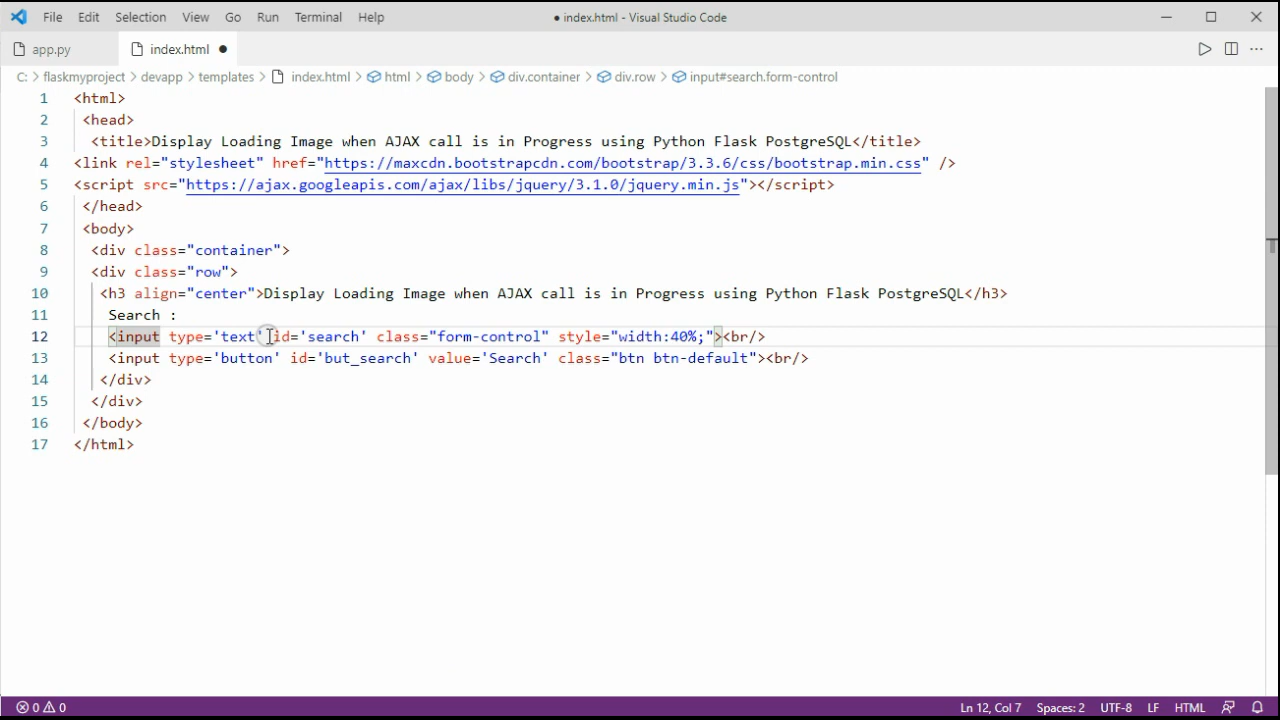 File Edit Selection View Go Run Terminal Help ● index.html - Visual Studio Code
app.py index.html ●
C: > flaskmyproject > devapp > templates > index.html > html > body > div.container > div.row > input#search.form-control
1 <html>
2 <head>
3 <title>Display Loading Image when AJAX call is in Progress using Python Flask PostgreSQL</title>
4 <link rel="stylesheet" href="https://maxcdn.bootstrapcdn.com/bootstrap/3.3.6/css/bootstrap.min.css" />
5 <script src="https://ajax.googleapis.com/ajax/libs/jquery/3.1.0/jquery.min.js"></script>
6 </head>
7 <body>
8 <div class="container">
9 <div class="row">
10 <h3 align="center">Display Loading Image when AJAX call is in Progress using Python Flask PostgreSQL</h3>
11 Search :
12 <input type='text' id='search' class="form-control" style="width:40%;"><br/>
13 <input type='button' id='but_search' value='Search' class="btn btn-default"><br/>
14 </div>
15 </div>
16 </body>
17 </html>
0 0 Ln 12, Col 7 Spaces: 2 UTF-8 LF HTML